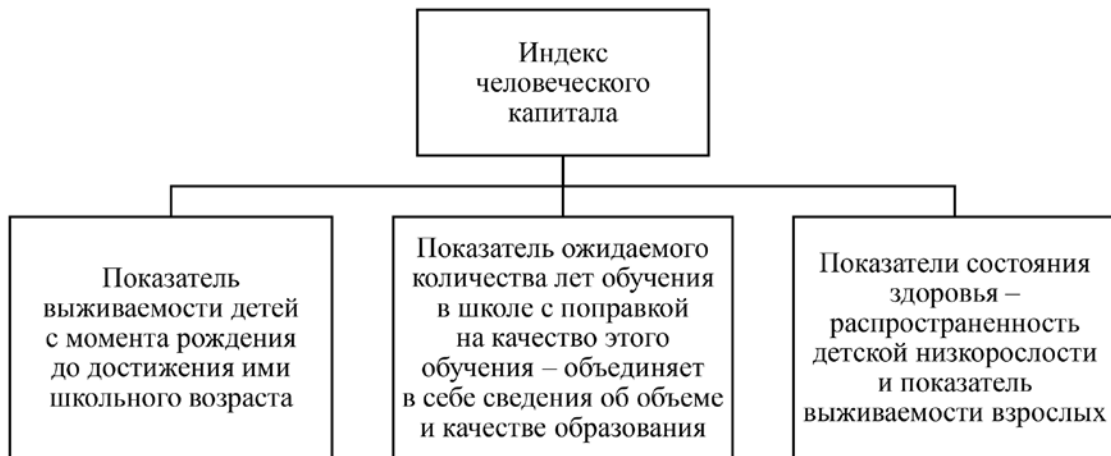 Индекс
человеческого
капитала
Показатель
выживаемости детей
с момента рождения
до достижения ими
школьного возраста
Показатель ожидаемого
количества лет обучения
в школе с поправкой
на качество этого
обучения – объединяет
в себе сведения об объеме
и качестве образования
Показатели состояния
здоровья –
распространенность
детской низкорослости
и показатель
выживаемости взрослых